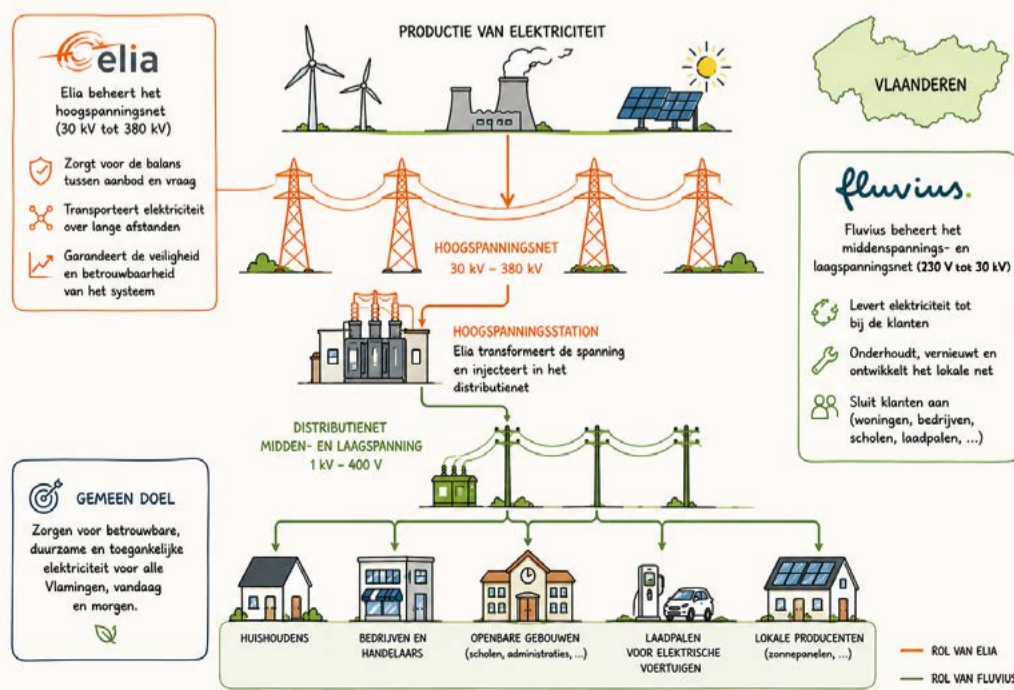 elia
Elia beheert het
hoogspanningsnet
(30 kV tot 380 kV)
Zorgt voor de balans
tussen aanbod en vraag
Transporteert elektriciteit
over lange afstanden
Garandeert de veiligheid
en betrouwbaarheid
van het systeem
PRODUCTIE VAN ELEKTRICITEIT
VLAANDEREN
HOOGSPANNINGSNET
30 kV – 380 kV
HOOGSPANNINGSSTATION
Elia transformeert de spanning
en injecteert in het
distributienet
fluvius.
Fluvius beheert het
middenspannings- en
laagspanningsnet (230 V tot 30 kV)
Levert elektriciteit tot
bij de klanten
Onderhoudt, vernieuwt en
ontwikkelt het lokale net
Sluit klanten aan
(woningen, bedrijven,
scholen, laadpalen, ...)
DISTRIBUTIENET
MIDDEN- EN LAAGSPANNING
1 kV – 400 V
GEMEEN DOEL
Zorgen voor betrouwbare,
duurzame en toegankelijke
elektriciteit voor alle
Vlamingen, vandaag
en morgen.
HUISHOUDENS
BEDRIJVEN EN
HANDELAARS
OPENBARE GEBOUWEN
(scholen, administraties, ...)
LAADPALEN
VOOR ELEKTRISCHE
VOERTUIGEN
LOKALE PRODUCENTEN
(zonnepanelen, ...)
ROL VAN ELIA
ROL VAN FLUVIUS